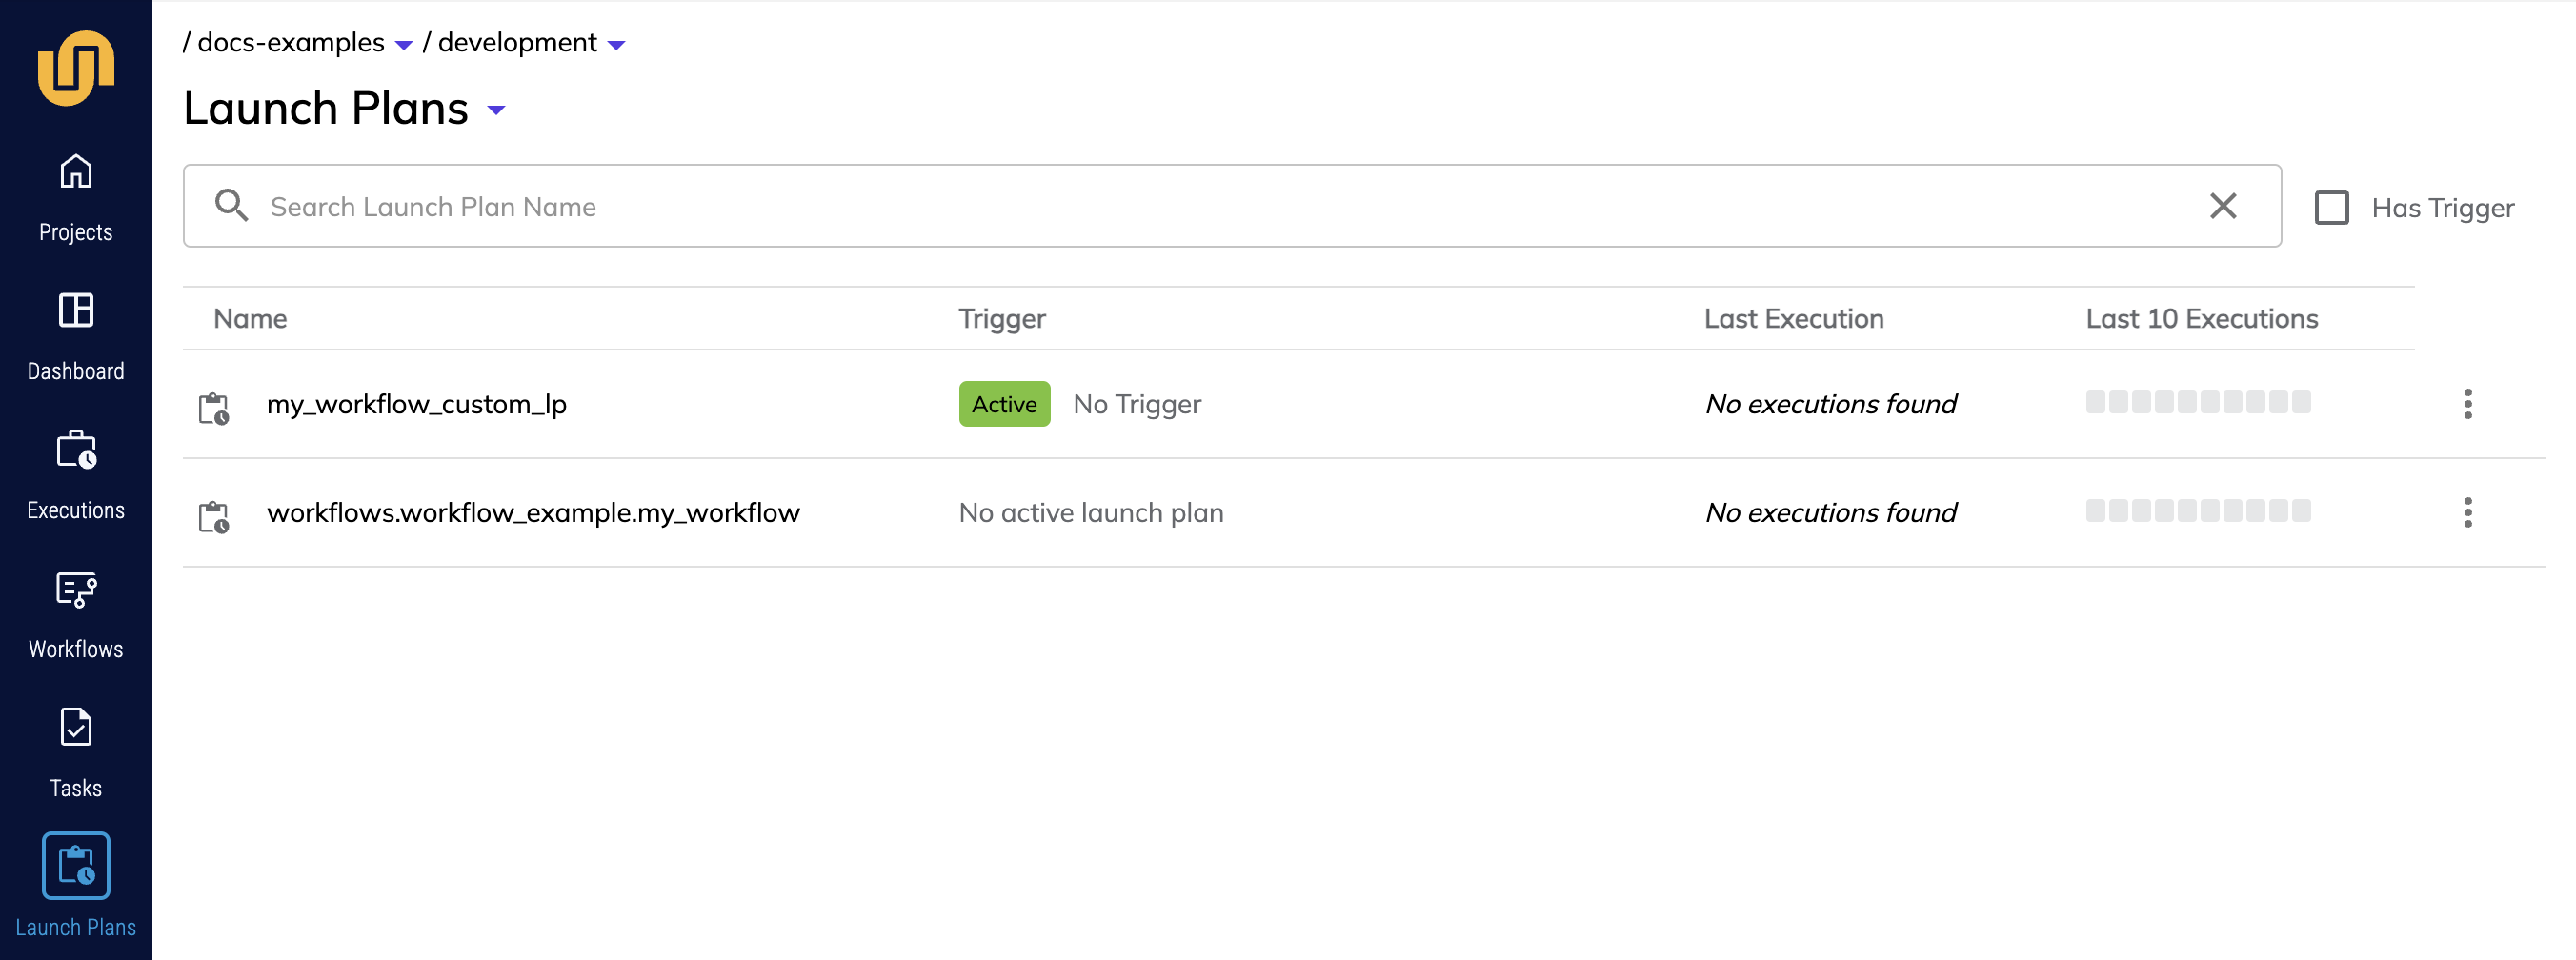 / docs-examples / development
Launch Plans
Search Launch Plan Name
Has Trigger
Name Trigger Last Execution Last 10 Executions
my_workflow_custom_lp Active No Trigger No executions found
workflows.workflow_example.my_workflow No active launch plan No executions found
Projects
Dashboard
Executions
Workflows
Tasks
Launch Plans